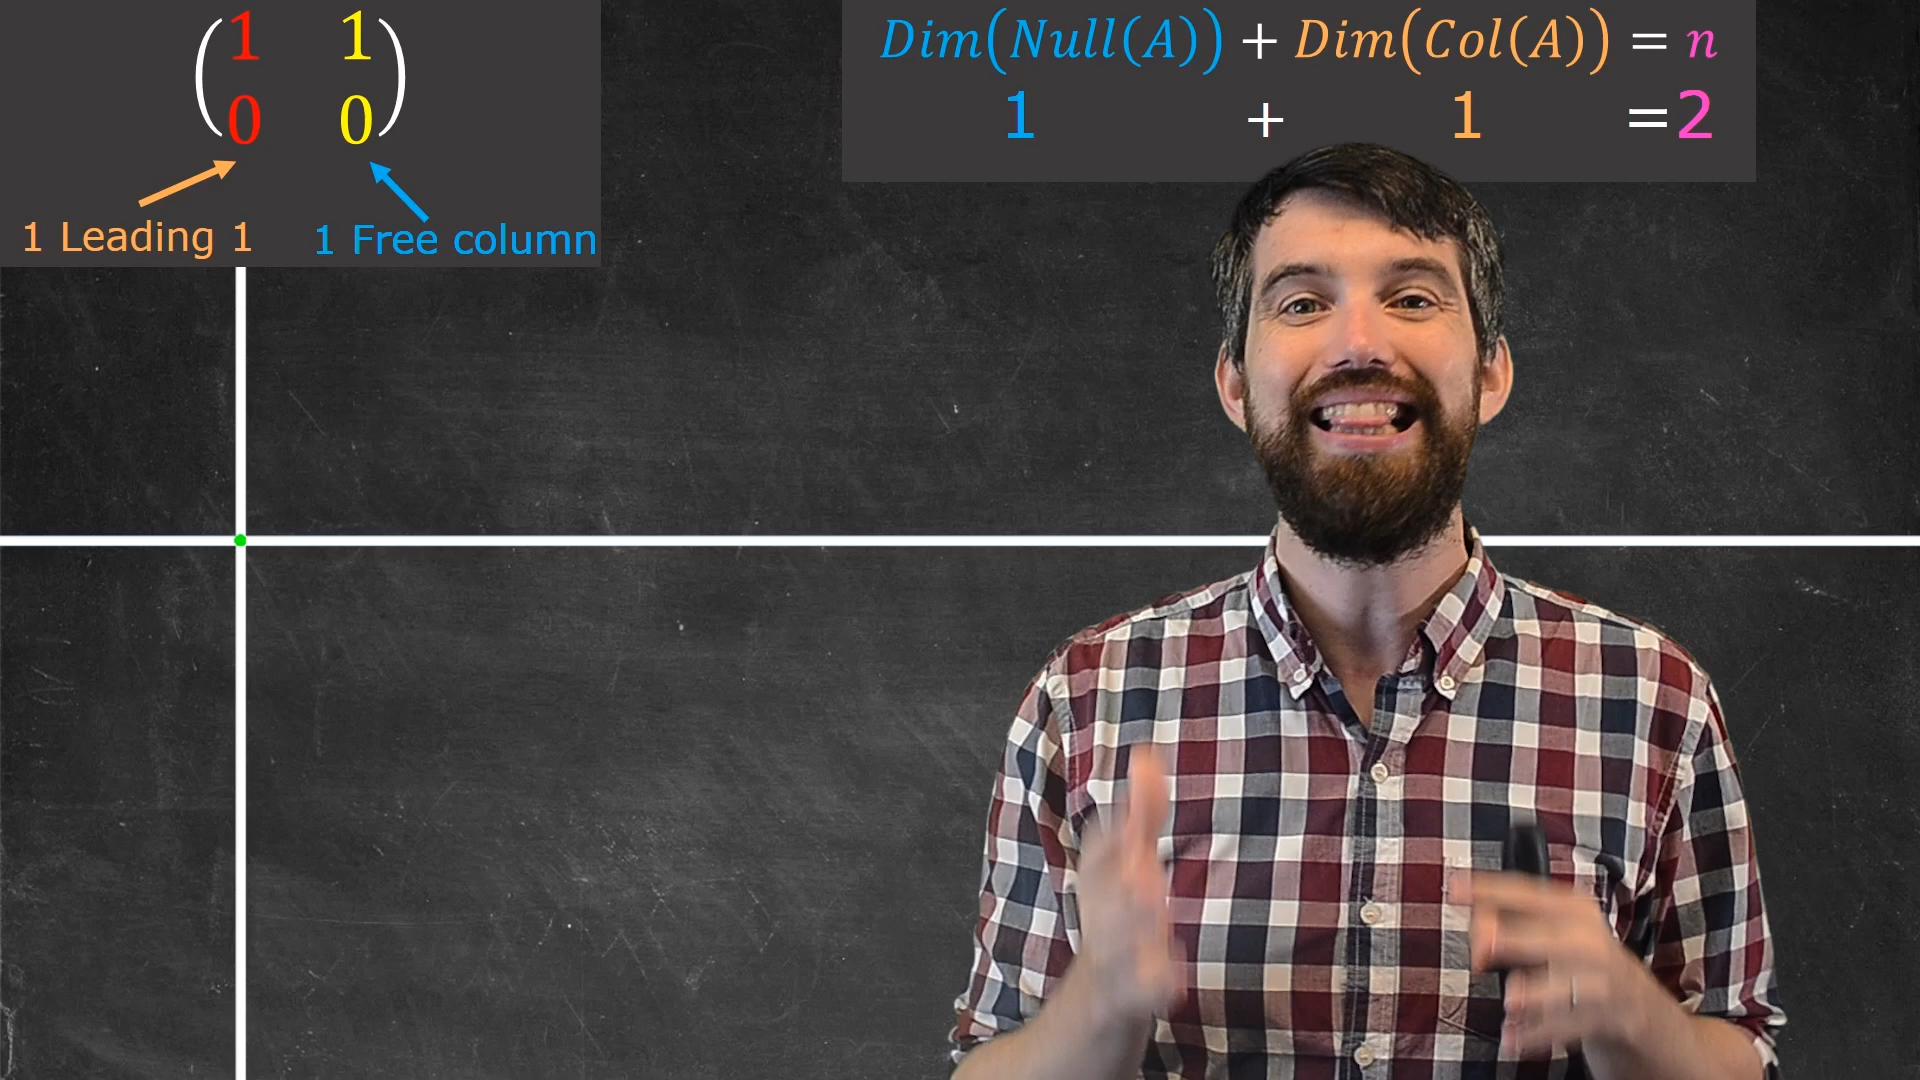 1 1
0 0
1 Leading 1 1 Free column
Dim(Null(A)) + Dim(Col(A)) = n
1 + 1 =2